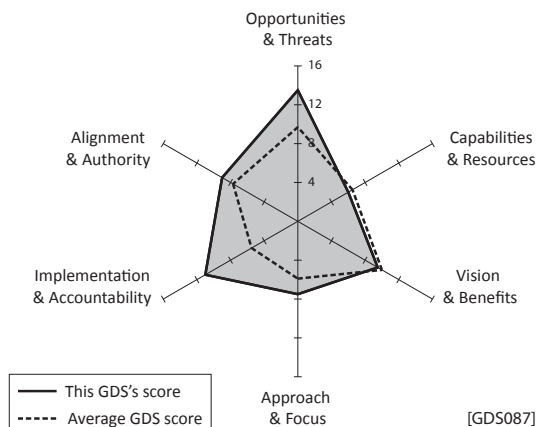 Opportunities
& Threats
16
12
8
4
Alignment
& Authority
Capabilities
& Resources
Implementation
& Accountability
Vision
& Benefits
Approach
& Focus
This GDS's score
Average GDS score
[GDS087]